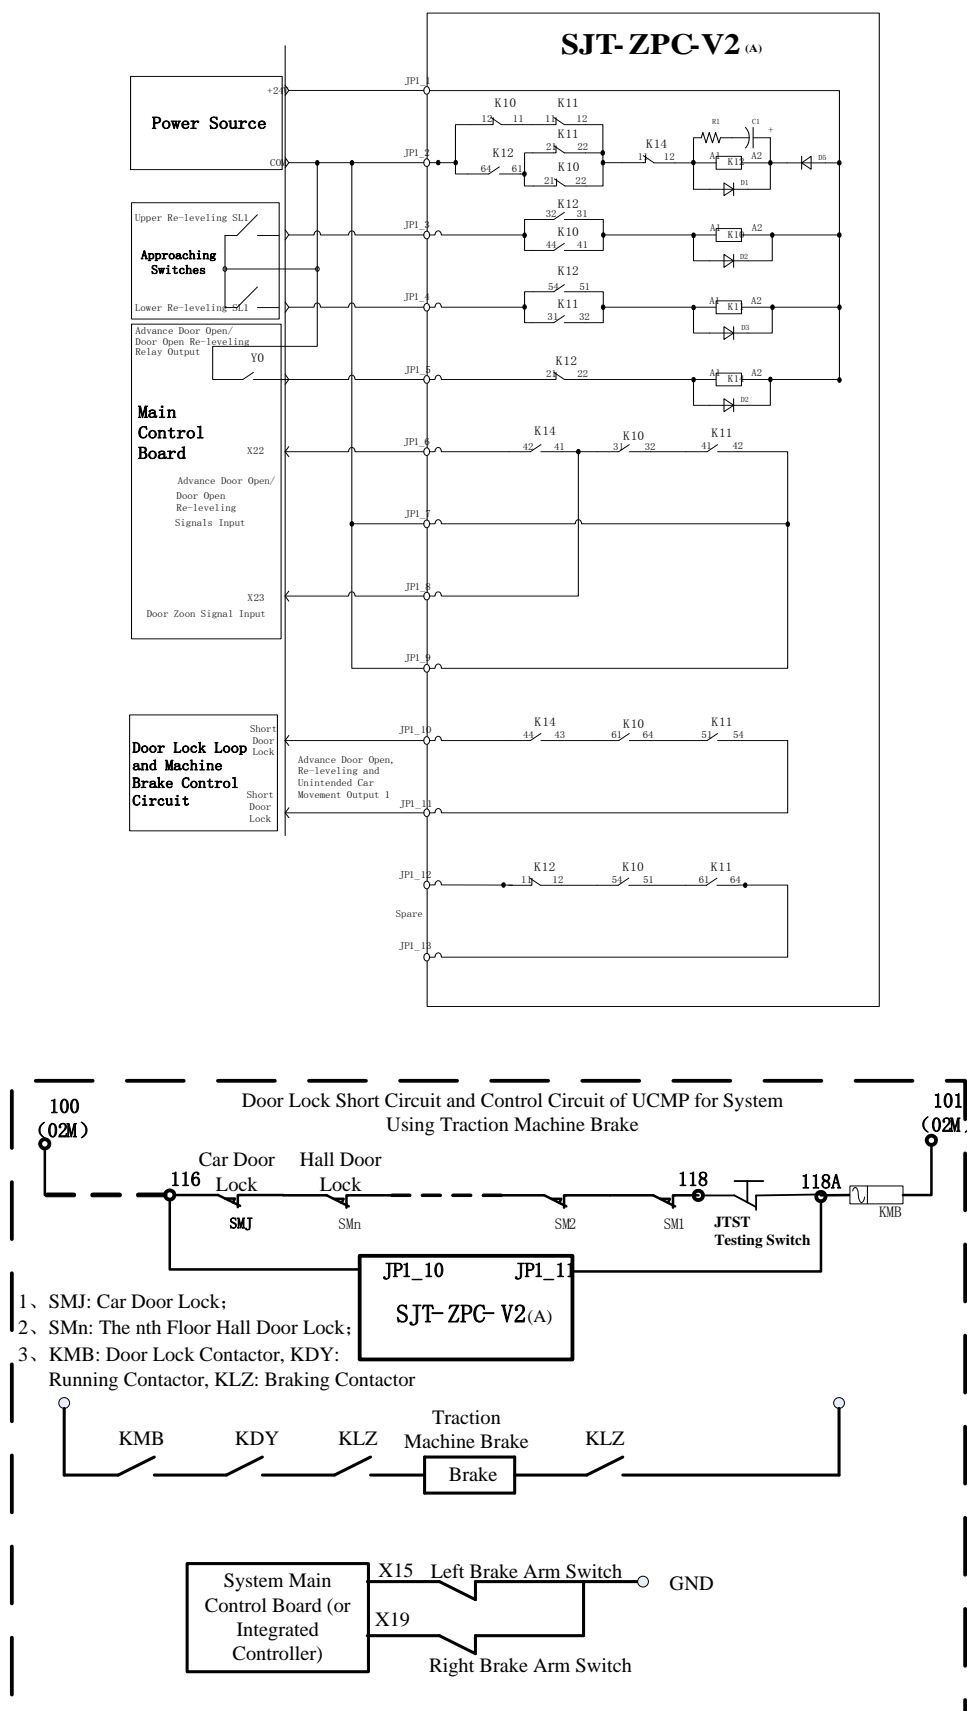 SJT-ZPC-V2 (A)
Power Source
+24
COM
JP1_1
K10
K11
12
11
11
12
K11
21
22
K12
64
61
K10
21
22
K14
11
12
R1
C1
+
A1
K12
A2
D1
D5
JP1_2
Upper Re-leveling SL1
Approaching
Switches
Lower Re-leveling SL1
JP1_3
K12
32
31
K10
44
41
A1
K10
A2
D2
JP1_4
K12
54
51
K11
31
32
A1
K11
A2
D3
Advance Door Open/
Door Open Re-leveling
Relay Output
Y0
JP1_5
K12
21
22
A1
K14
A2
D2
Main
Control
Board
X22
JP1_6
K14
42
41
K10
31
32
K11
41
42
Advance Door Open/
Door Open
Re-leveling
Signals Input
JP1_7
X23
JP1_8
Door Zoon Signal Input
JP1_9
Door Lock Loop
and Machine
Brake Control
Circuit
Short
Door
Lock
Short
Door
Lock
Advance Door Open,
Re-leveling and
Unintended Car
Movement Output 1
JP1_10
K14
44
43
K10
61
64
K11
51
54
JP1_11
JP1_12
K12
11
12
K10
54
51
K11
61
64
Spare
JP1_13
100
(02M)
Door Lock Short Circuit and Control Circuit of UCMP for System
Using Traction Machine Brake
101
(02M)
116
Car Door
Lock
Hall Door
Lock
118
118A
SMJ
SMn
SM2
SM1
JTST
Testing Switch
KMB
JP1_10
JP1_11
SJT-ZPC-V2(A)
1、SMJ: Car Door Lock;
2、SMn: The nth Floor Hall Door Lock;
3、KMB: Door Lock Contactor, KDY:
Running Contactor, KLZ: Braking Contactor
KMB
KDY
KLZ
Traction
Machine Brake
Brake
KLZ
System Main
Control Board (or
Integrated
Controller)
X15
Left Brake Arm Switch
GND
X19
Right Brake Arm Switch